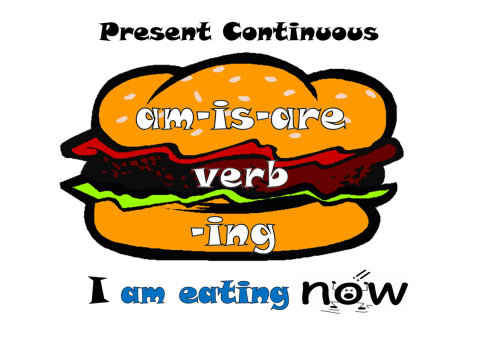 Present Continuous
am-is-are
verb
-ing
I am eating now